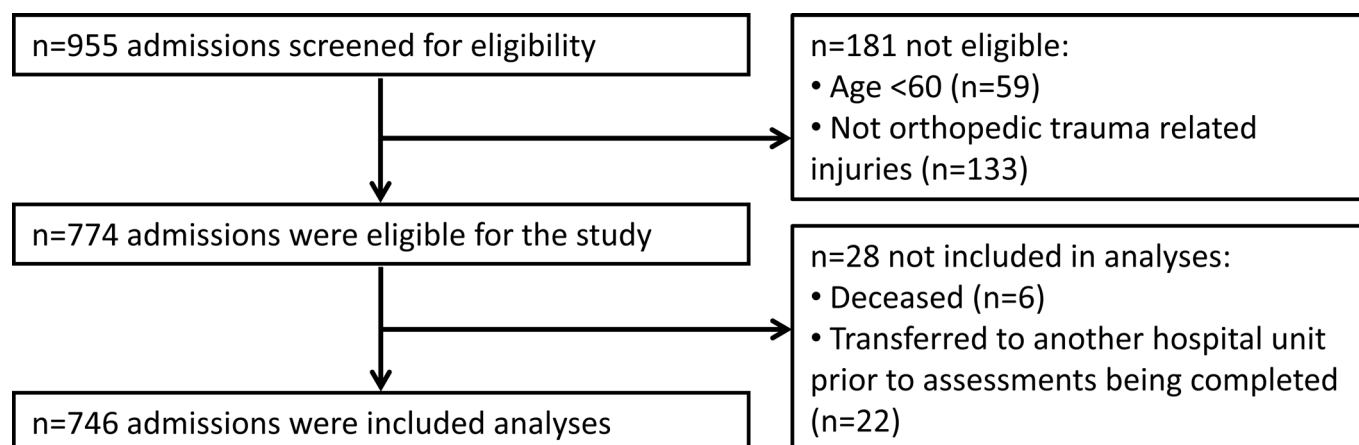 n=955 admissions screened for eligibility
n=181 not eligible:
• Age <60 (n=59)
• Not orthopedic trauma related
injuries (n=133)
n=774 admissions were eligible for the study
n=28 not included in analyses:
• Deceased (n=6)
• Transferred to another hospital unit
prior to assessments being completed
(n=22)
n=746 admissions were included analyses